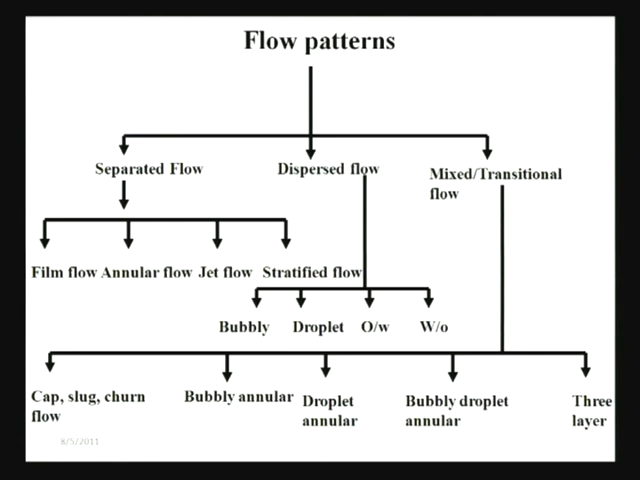 Flow patterns
Separated Flow
Dispersed flow
Mixed/Transitional
flow
Film flow Annular flow Jet flow Stratified flow
Bubbly Droplet O/w W/o
Cap, slug, churn
flow
Bubbly annular
Droplet
annular
Bubbly droplet
annular
Three
layer
8/5/2011